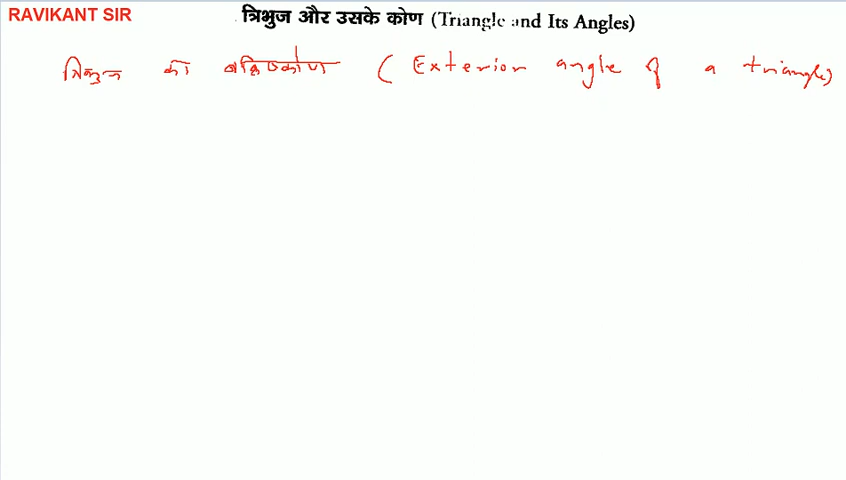 RAVIKANT SIR
त्रिभुज और उसके कोण (Triangle and Its Angles)
त्रिभुज का बहिष्कोण (Exterior angle of a triangle)